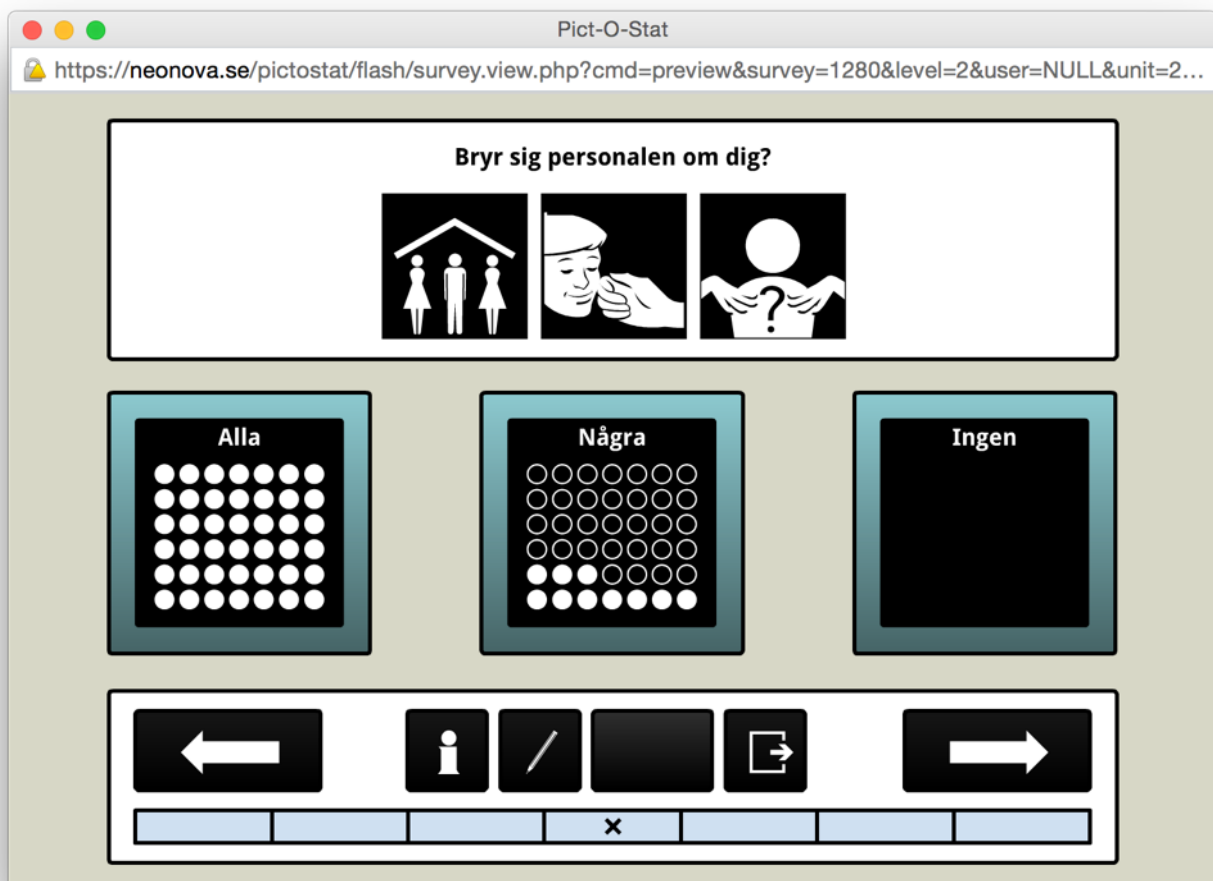 Pict-O-Stat
https://neonova.se/pictostat/flash/survey.view.php?cmd=preview&survey=1280&level=2&user=NULL&unit=2...
Bryr sig personalen om dig?
?
Alla
Några
Ingen